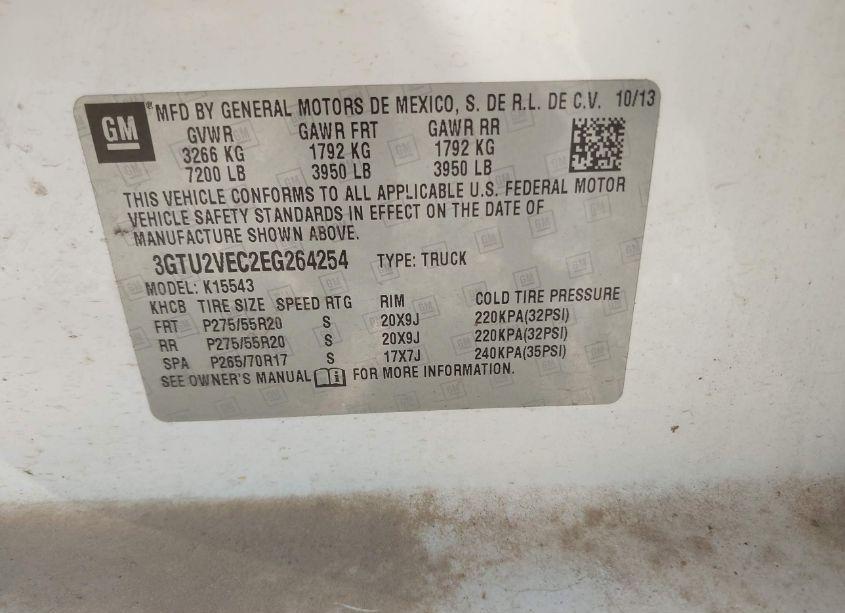 GM ® MFD BY GENERAL MOTORS DE MEXICO, S. DE R.L. DE C.V. 10/13
GVWR GAWR FRT GAWR RR
3266 KG 1792 KG 1792 KG
7200 LB 3950 LB 3950 LB
THIS VEHICLE CONFORMS TO ALL APPLICABLE U.S. FEDERAL MOTOR
VEHICLE SAFETY STANDARDS IN EFFECT ON THE DATE OF
MANUFACTURE SHOWN ABOVE.
3GTU2VEC2EG264254 TYPE: TRUCK
MODEL: K15543
KHCB TIRE SIZE SPEED RTG RIM COLD TIRE PRESSURE
FRT P275/55R20 S 20X9J 220KPA(32PSI)
RR P275/55R20 S 20X9J 220KPA(32PSI)
SPA P265/70R17 S 17X7J 240KPA(35PSI)
SEE OWNER'S MANUAL FOR MORE INFORMATION.